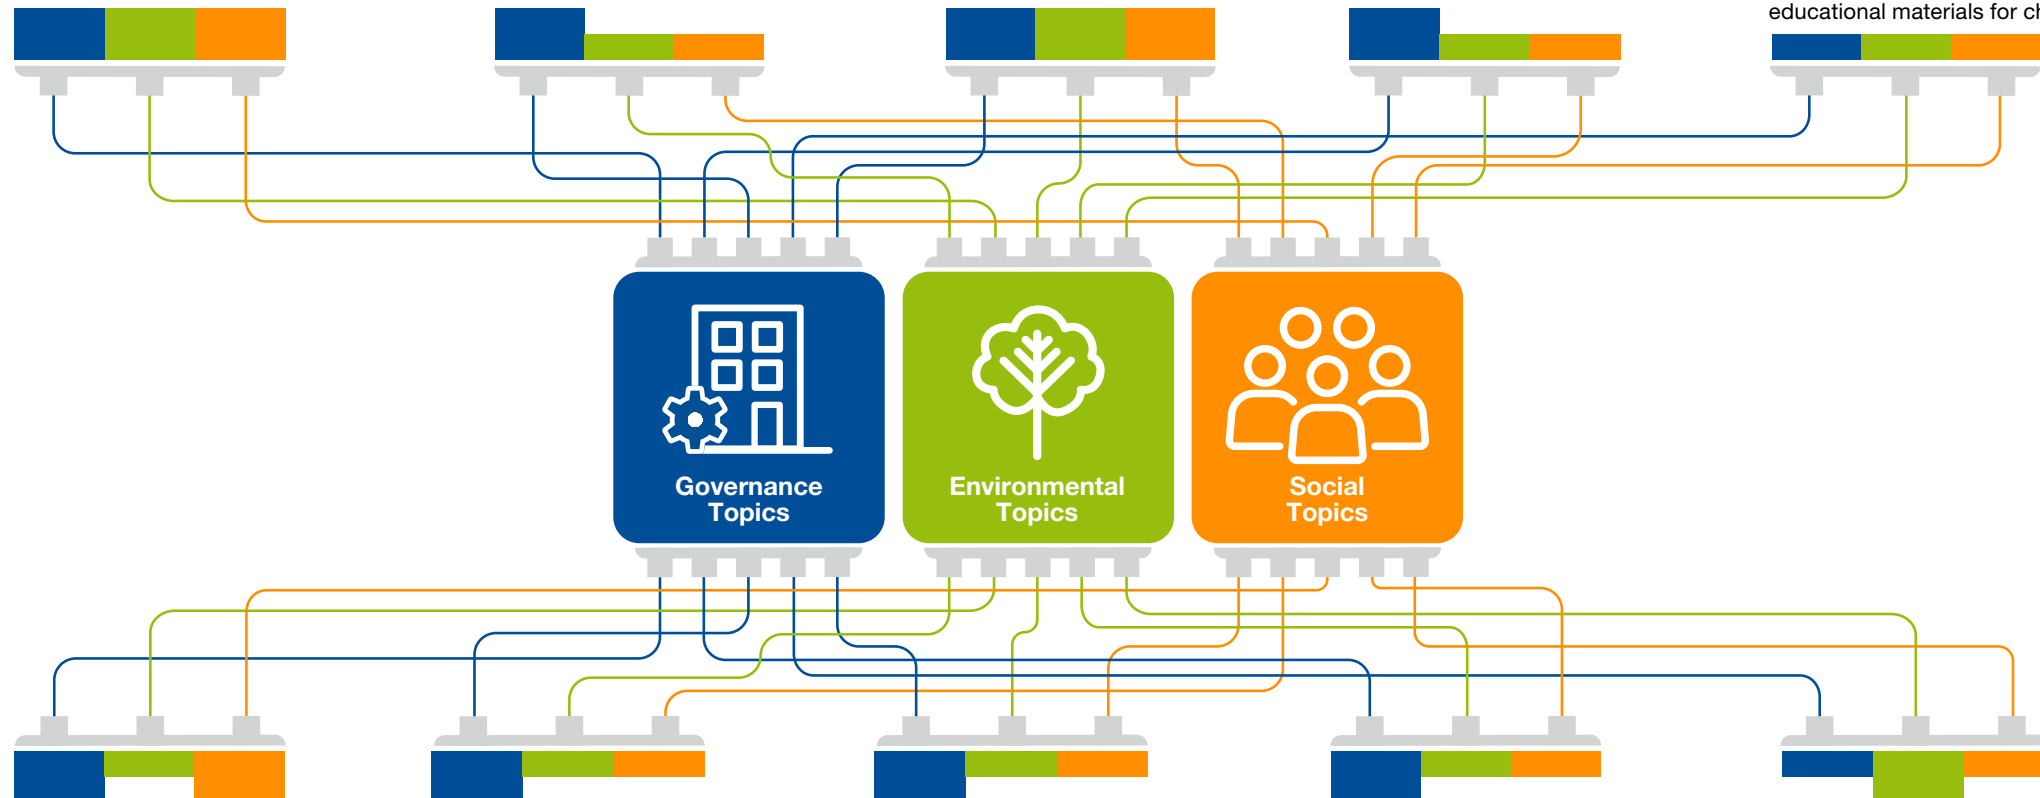 educational materials for
Governance
Topics
Environmental
Topics
Social
Topics